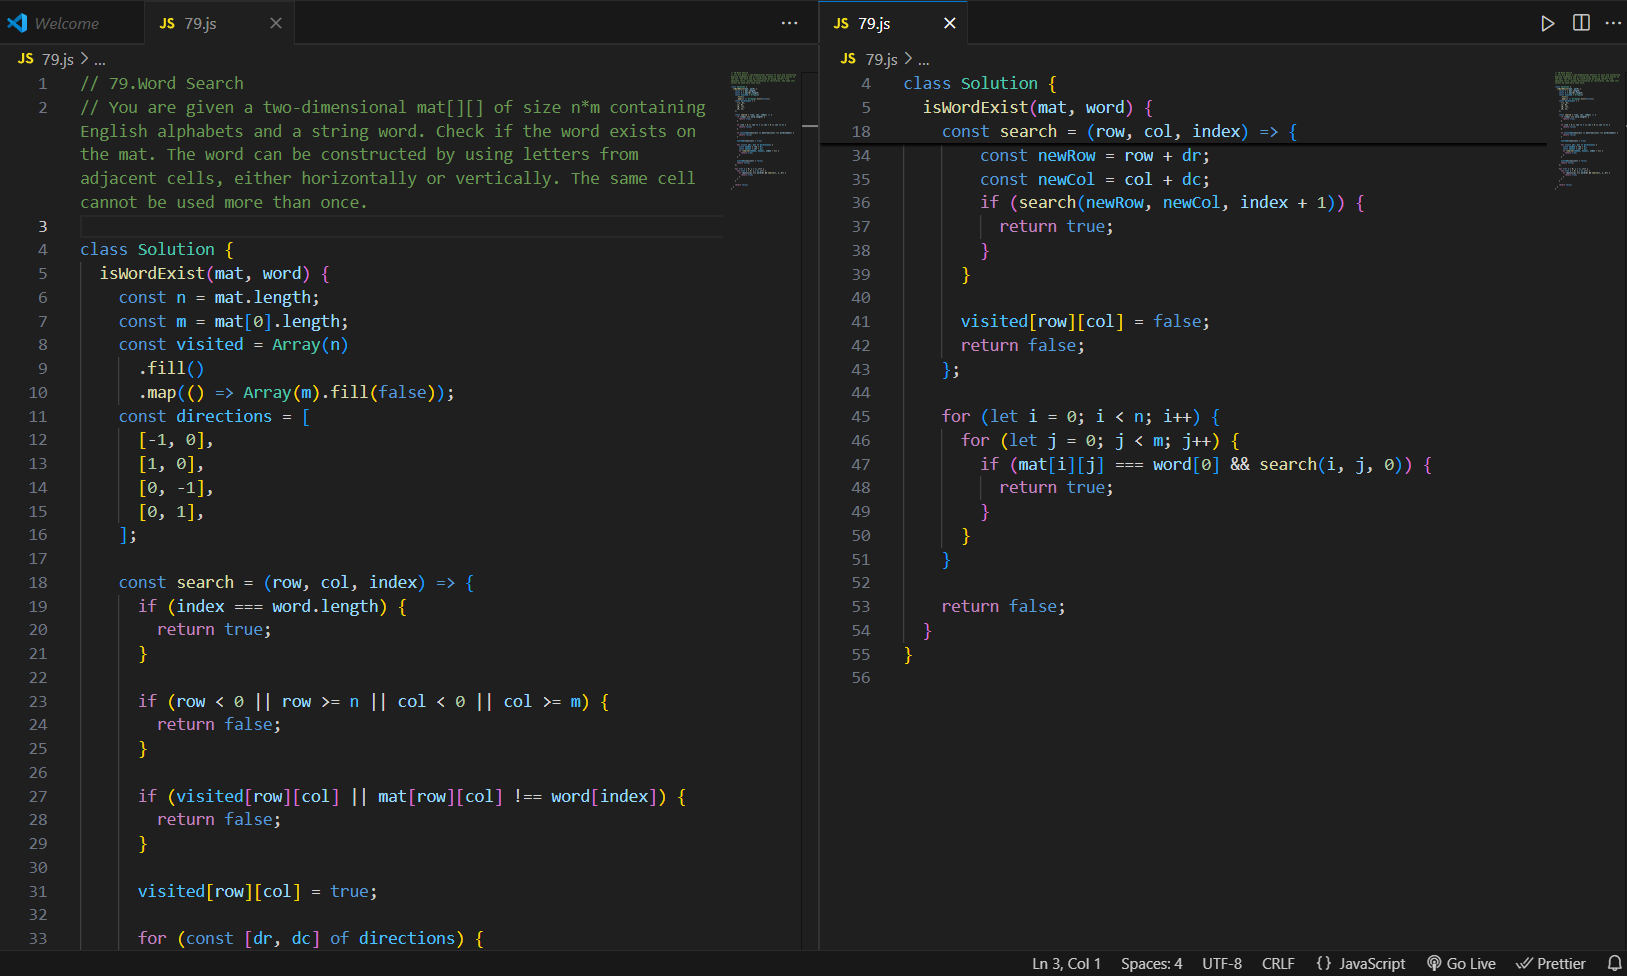 Welcome
JS 79.js
JS 79.js > ...
1 // 79.Word Search
2 // You are given a two-dimensional mat[][] of size n*m containing
English alphabets and a string word. Check if the word exists on
the mat. The word can be constructed by using letters from
adjacent cells, either horizontally or vertically. The same cell
cannot be used more than once.
3
4 class Solution {
5 isWordExist(mat, word) {
6 const n = mat.length;
7 const m = mat[0].length;
8 const visited = Array(n)
9 .fill()
10 .map(() => Array(m).fill(false));
11 const directions = [
12 [-1, 0],
13 [1, 0],
14 [0, -1],
15 [0, 1],
16 ];
17
18 const search = (row, col, index) => {
19 if (index === word.length) {
20 return true;
21 }
22
23 if (row < 0 || row >= n || col < 0 || col >= m) {
24 return false;
25 }
26
27 if (visited[row][col] || mat[row][col] !== word[index]) {
28 return false;
29 }
30
31 visited[row][col] = true;
32
33 for (const [dr, dc] of directions) {
JS 79.js
JS 79.js > ...
4 class Solution {
5 isWordExist(mat, word) {
18 const search = (row, col, index) => {
34 const newRow = row + dr;
35 const newCol = col + dc;
36 if (search(newRow, newCol, index + 1)) {
37 return true;
38 }
39 }
40
41 visited[row][col] = false;
42 return false;
43 };
44
45 for (let i = 0; i < n; i++) {
46 for (let j = 0; j < m; j++) {
47 if (mat[i][j] === word[0] && search(i, j, 0)) {
48 return true;
49 }
50 }
51 }
52
53 return false;
54 }
55 }
56
Ln 3, Col 1 Spaces: 4 UTF-8 CRLF {} JavaScript Go Live Prettier